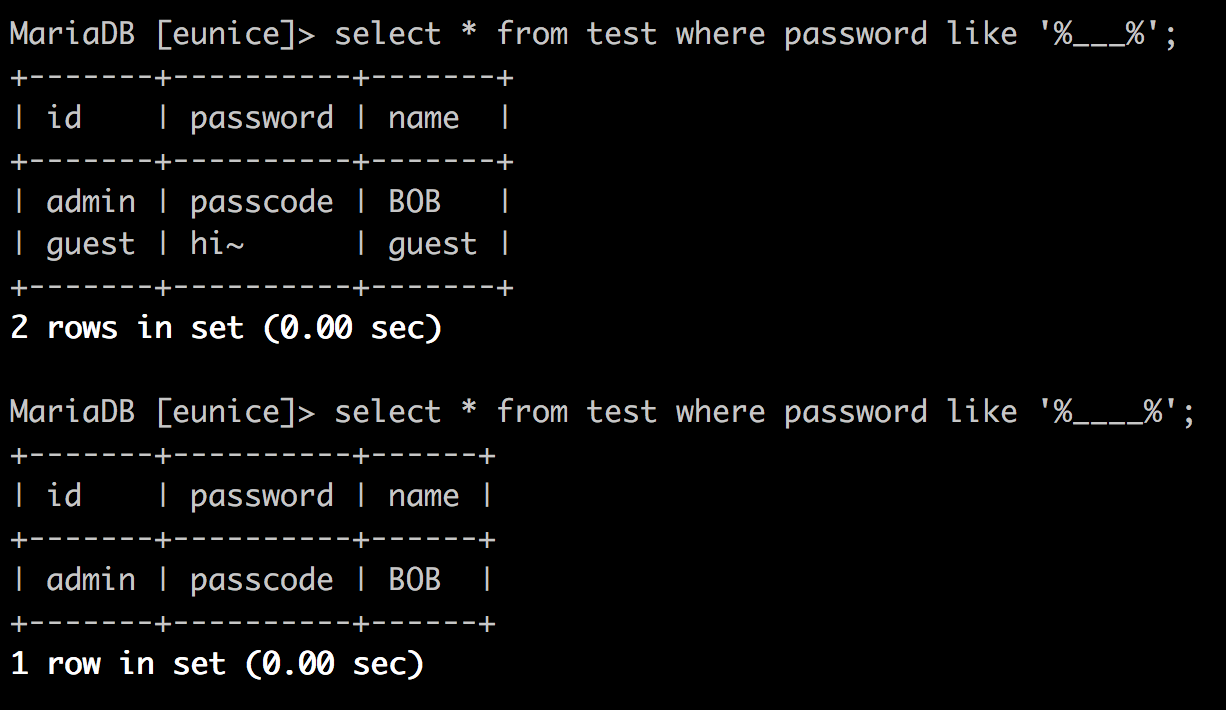 MariaDB [eunice]> select * from test where password like '%___%';
+-------+----------+-------+
| id    | password | name  |
+-------+----------+-------+
| admin | passcode | BOB   |
| guest | hi~      | guest |
+-------+----------+-------+
2 rows in set (0.00 sec)
MariaDB [eunice]> select * from test where password like '%____%';
+-------+----------+------+
| id    | password | name |
+-------+----------+------+
| admin | passcode | BOB  |
+-------+----------+------+
1 row in set (0.00 sec)